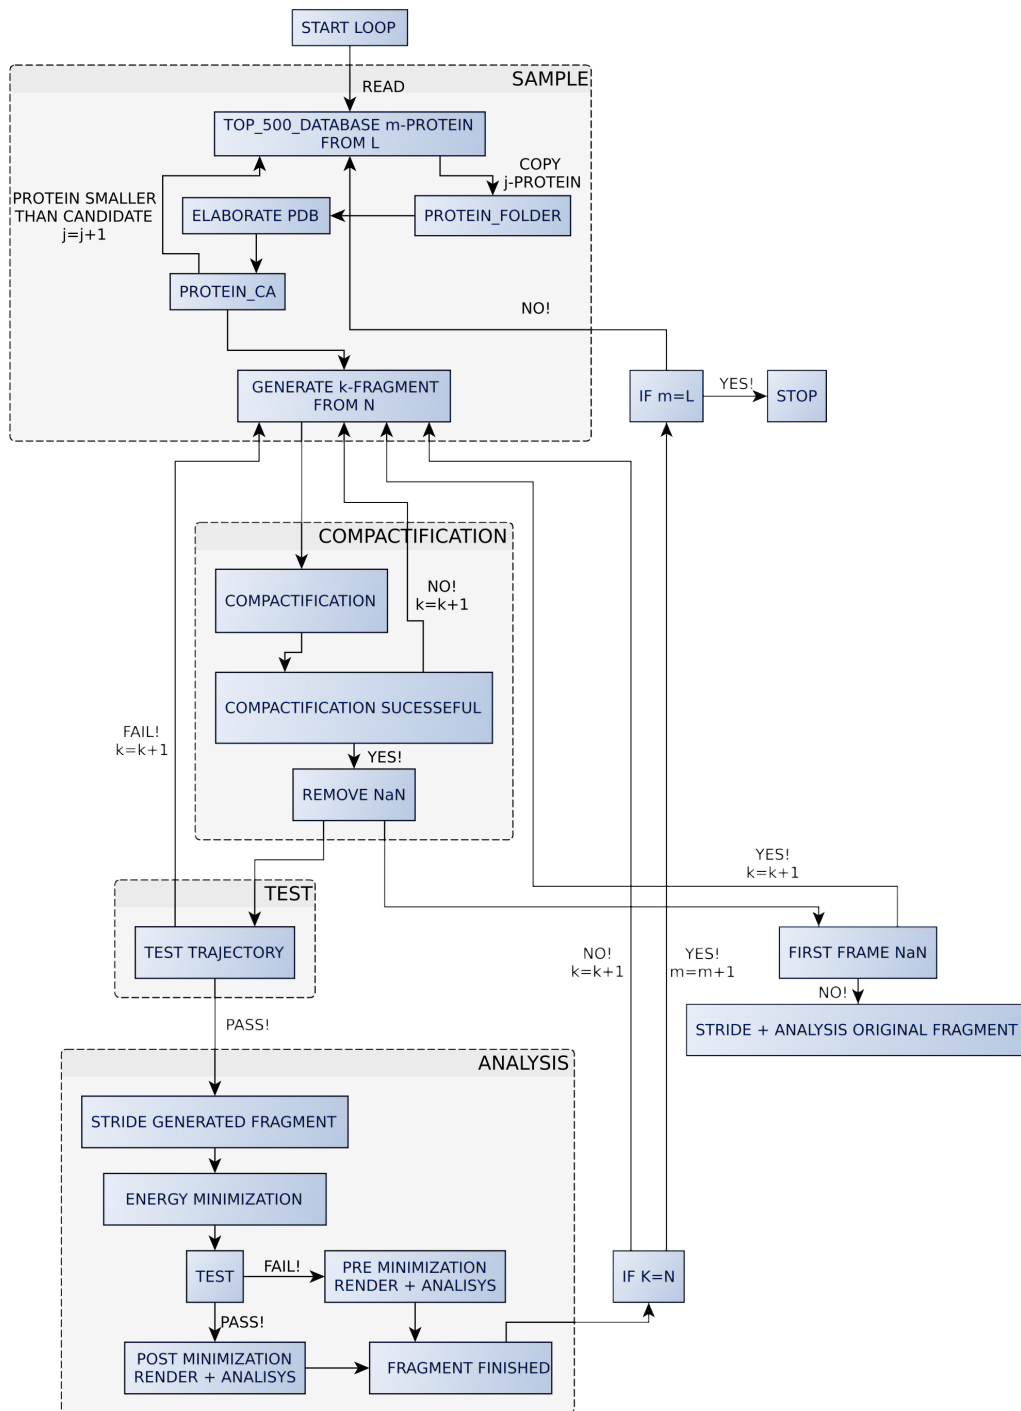 START LOOP
READ
SAMPLE
TOP_500_DATABASE m-PROTEIN
FROM L
COPY
j-PROTEIN
PROTEIN SMALLER
THAN CANDIDATE
j=j+1
ELABORATE PDB
PROTEIN_FOLDER
PROTEIN_CA
NO!
GENERATE k-FRAGMENT
FROM N
IF m=L
YES!
STOP
COMPACTIFICATION
COMPACTIFICATION
NO!
k=k+1
COMPACTIFICATION SUCESSEFUL
FAIL!
k=k+1
YES!
REMOVE NaN
YES!
k=k+1
TEST
TEST TRAJECTORY
NO!
k=k+1
YES!
m=m+1
FIRST FRAME NaN
NO!
STRIDE + ANALYSIS ORIGINAL FRAGMENT
PASS!
ANALYSIS
STRIDE GENERATED FRAGMENT
ENERGY MINIMIZATION
TEST
FAIL!
PRE MINIMIZATION
RENDER + ANALISYS
IF K=N
PASS!
POST MINIMIZATION
RENDER + ANALISYS
FRAGMENT FINISHED